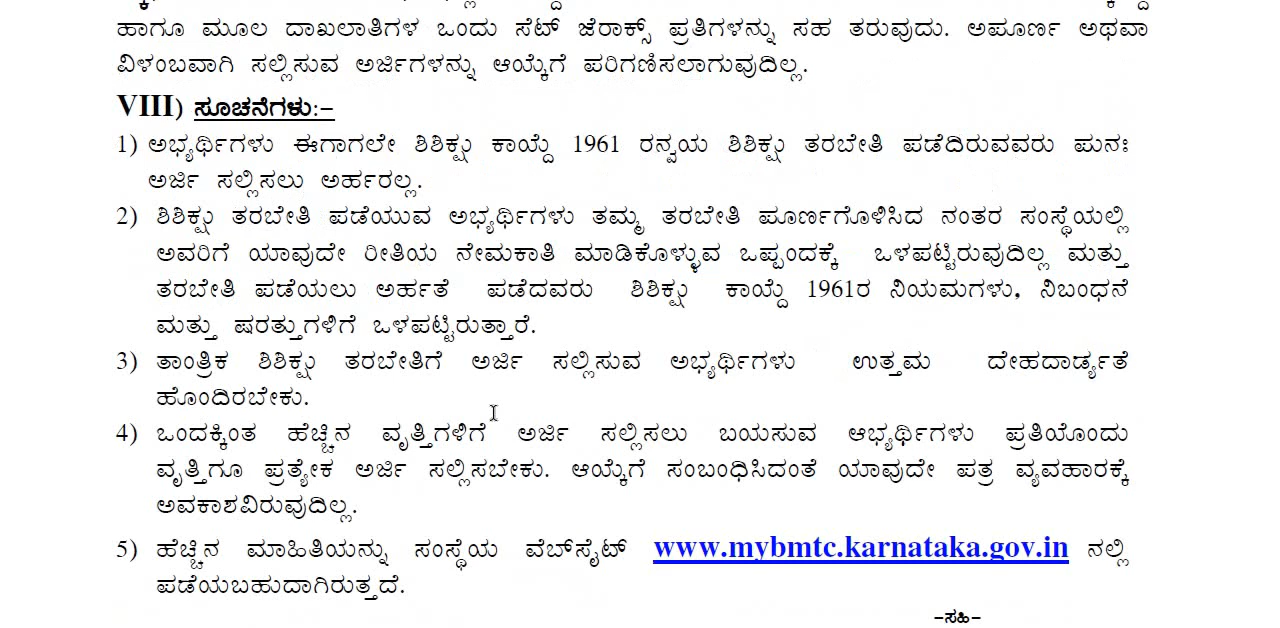 ಹಾಗೂ ಮೂಲ ದಾಖಲಾತಿಗಳ ಒಂದು ಸೆಟ್ ಜೆರಾಕ್ಸ್ ಪ್ರತಿಗಳನ್ನು ಸಹ ತರುವುದು. ಅಪೂರ್ಣ ಅಥವಾ
ವಿಳಂಬವಾಗಿ ಸಲ್ಲಿಸುವ ಅರ್ಜಿಗಳನ್ನು ಆಯ್ಕೆಗೆ ಪರಿಗಣಿಸಲಾಗುವುದಿಲ್ಲ.
VIII) ಸೂಚನೆಗಳು:–
1) ಅಭ್ಯರ್ಥಿಗಳು ಈಗಾಗಲೇ ಶಿಶಿಕ್ಷು ಕಾಯ್ದೆ 1961 ರನ್ವಯ ಶಿಶಿಕ್ಷು ತರಬೇತಿ ಪಡೆದಿರುವವರು ಪುನಃ
ಅರ್ಜಿ ಸಲ್ಲಿಸಲು ಅರ್ಹರಲ್ಲ.
2) ಶಿಶಿಕ್ಷು ತರಬೇತಿ ಪಡೆಯುವ ಅಭ್ಯರ್ಥಿಗಳು ತಮ್ಮ ತರಬೇತಿ ಪೂರ್ಣಗೊಳಿಸಿದ ನಂತರ ಸಂಸ್ಥೆಯಲ್ಲಿ
ಅವರಿಗೆ ಯಾವುದೇ ರೀತಿಯ ನೇಮಕಾತಿ ಮಾಡಿಕೊಳ್ಳುವ ಒಪ್ಪಂದಕ್ಕೆ ಒಳಪಟ್ಟಿರುವುದಿಲ್ಲ ಮತ್ತು
ತರಬೇತಿ ಪಡೆಯಲು ಅರ್ಹತೆ ಪಡೆದವರು ಶಿಶಿಕ್ಷು ಕಾಯ್ದೆ 1961ರ ನಿಯಮಗಳು, ನಿಬಂಧನೆ
ಮತ್ತು ಷರತ್ತುಗಳಿಗೆ ಒಳಪಟ್ಟಿರುತ್ತಾರೆ.
3) ತಾಂತ್ರಿಕ ಶಿಶಿಕ್ಷು ತರಬೇತಿಗೆ ಅರ್ಜಿ ಸಲ್ಲಿಸುವ ಅಭ್ಯರ್ಥಿಗಳು ಉತ್ತಮ ದೇಹದಾರ್ಡ್ಯತೆ
ಹೊಂದಿರಬೇಕು.
4) ಒಂದಕ್ಕಿಂತ ಹೆಚ್ಚಿನ ವೃತ್ತಿಗಳಿಗೆ ಅರ್ಜಿ ಸಲ್ಲಿಸಲು ಬಯಸುವ ಆಭ್ಯರ್ಥಿಗಳು ಪ್ರತಿಯೊಂದು
ವೃತ್ತಿಗೂ ಪ್ರತ್ಯೇಕ ಅರ್ಜಿ ಸಲ್ಲಿಸಬೇಕು. ಆಯ್ಕೆಗೆ ಸಂಬಂಧಿಸಿದಂತೆ ಯಾವುದೇ ಪತ್ರ ವ್ಯವಹಾರಕ್ಕೆ
ಅವಕಾಶವಿರುವುದಿಲ್ಲ.
5) ಹೆಚ್ಚಿನ ಮಾಹಿತಿಯನ್ನು ಸಂಸ್ಥೆಯ ವೆಬ್‌ಸೈಟ್ www.mybmtc.karnataka.gov.in ನಲ್ಲಿ
ಪಡೆಯಬಹುದಾಗಿರುತ್ತದೆ.
–ಸಹಿ–